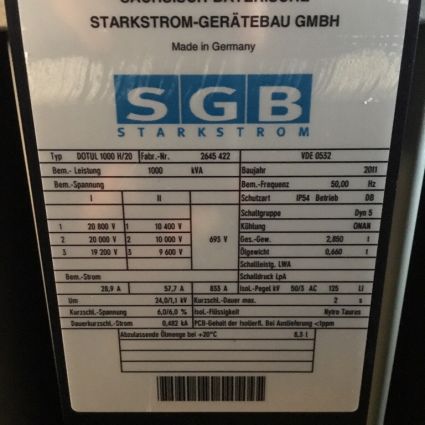 SÄCHSISCH-BAYERISCHE
STARKSTROM-GERÄTEBAU GMBH
Made in Germany
SGB
STARKSTROM
Typ DOTUL 1000 H/20 Fabr.-Nr. 2645 422 VDE 0532
Bem.- Leistung 1000 kVA Baujahr 2011
Bem.-Spannung Bem.-Frequenz 50,00 Hz
I II Schutzart IP54 Betrieb DB
Schaltgruppe Dyn 5
1 20 800 V 1 10 400 V Kühlung ONAN
2 20 000 V 2 10 000 V 693 V Ges.-Gew. 2,850 t
3 19 200 V 3 9 600 V Ölgewicht 0,660 t
Schalleistg. LWA
Bem.-Strom Schalldruck LpA
28,9 A 57,7 A 833 A Isol.-Pegel kV 50/3 AC 125 LI
Um 24,0/1,1 kV Kurzschl.-Dauer max. 2 s
Kurzschl.-Spannung 6,0/6,0 % Isol.-Flüssigkeit Nytro Taurus
Dauerkurzschl.-Strom 0,482 kA PCB-Gehalt der Isolierfl. Bei Auslieferung <1ppm
Abzulassende Ölmenge bei +20°C